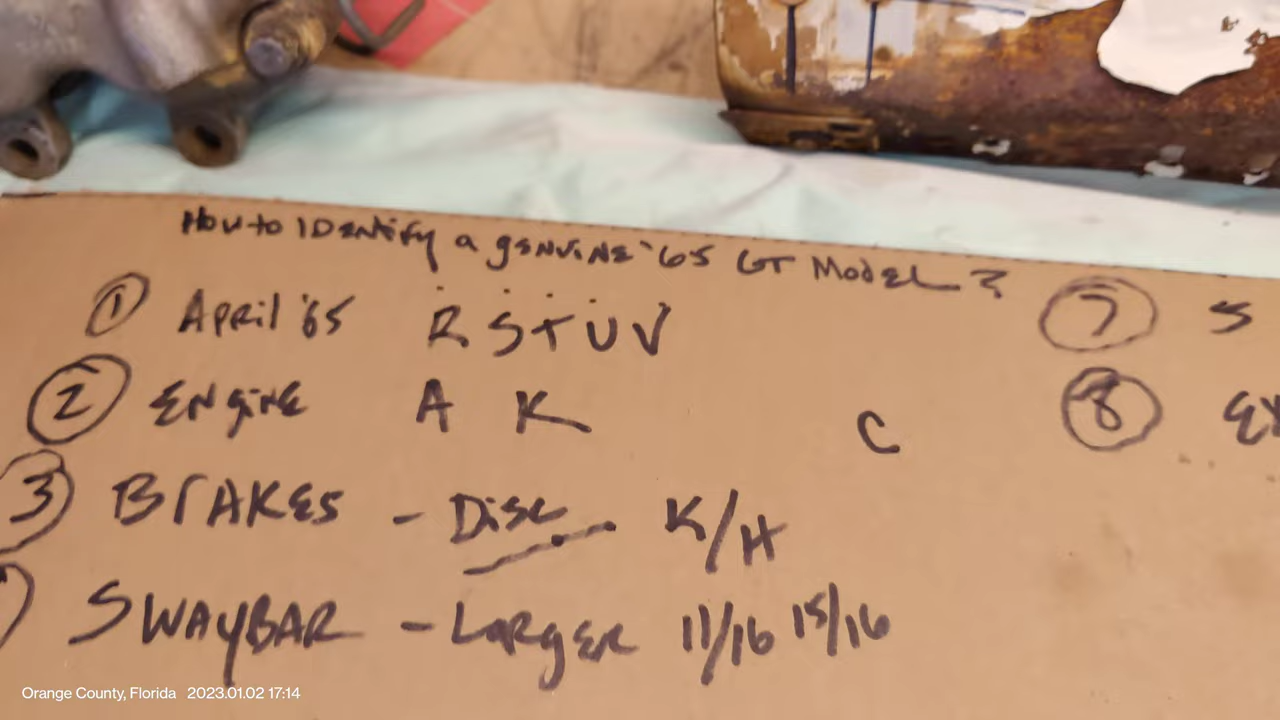 How to IDentify a genuine '65 GT Model?
① April '65 R S T U V
② Engine A K C
3 Brakes - Disc K/H
Swaybar - Larger 11/16 15/16
⑦ S
⑧ Ex
Orange County, Florida 2023.01.02 17:14